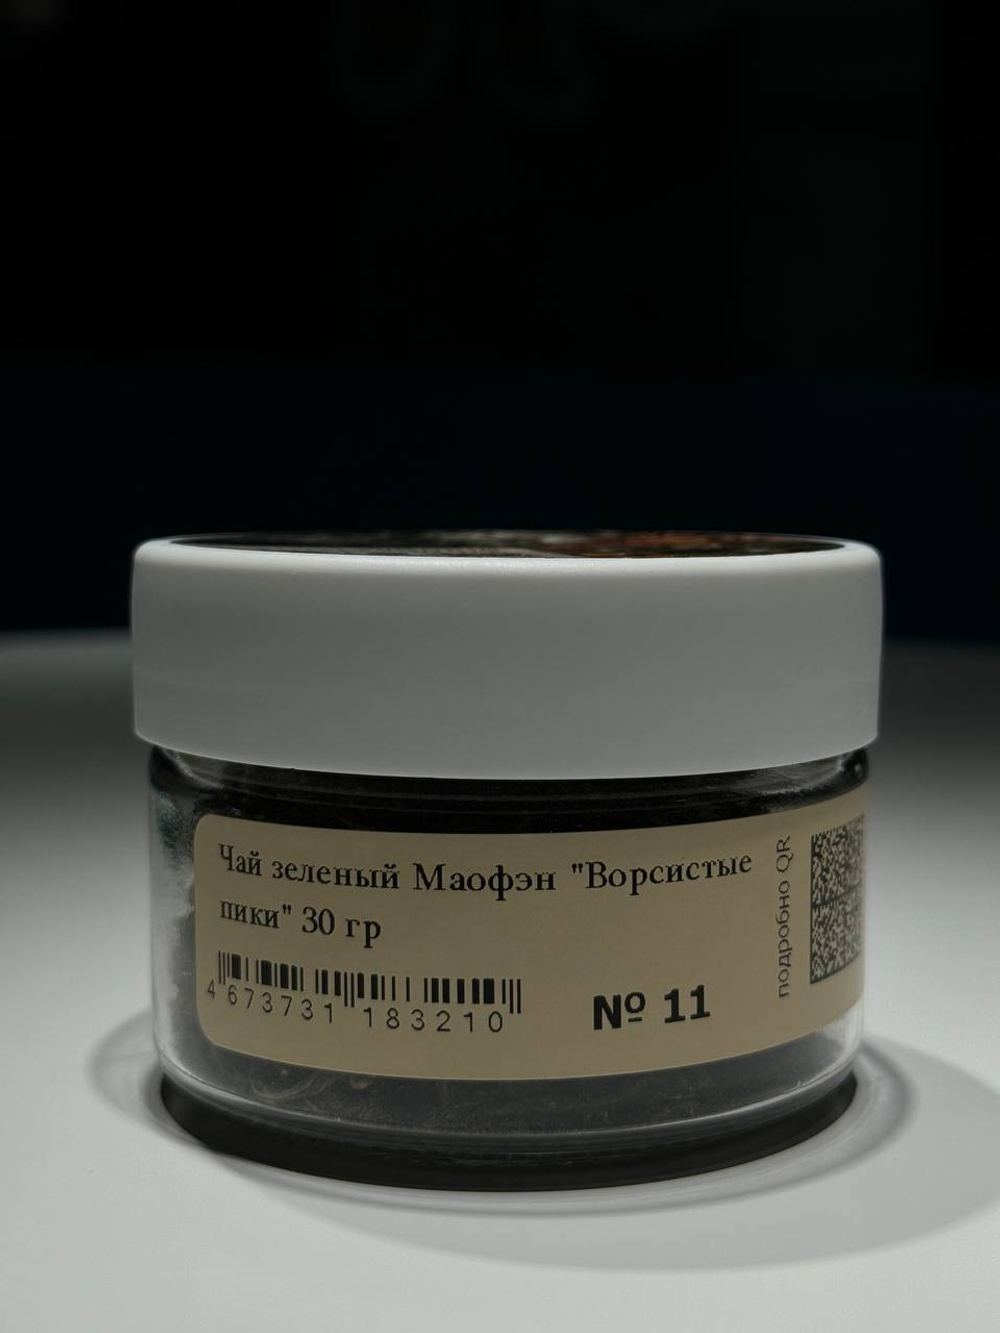 Чай зеленый Маофэн "Ворсистые
пики" 30 гр
4 673731 183210
№ 11
подробно QR